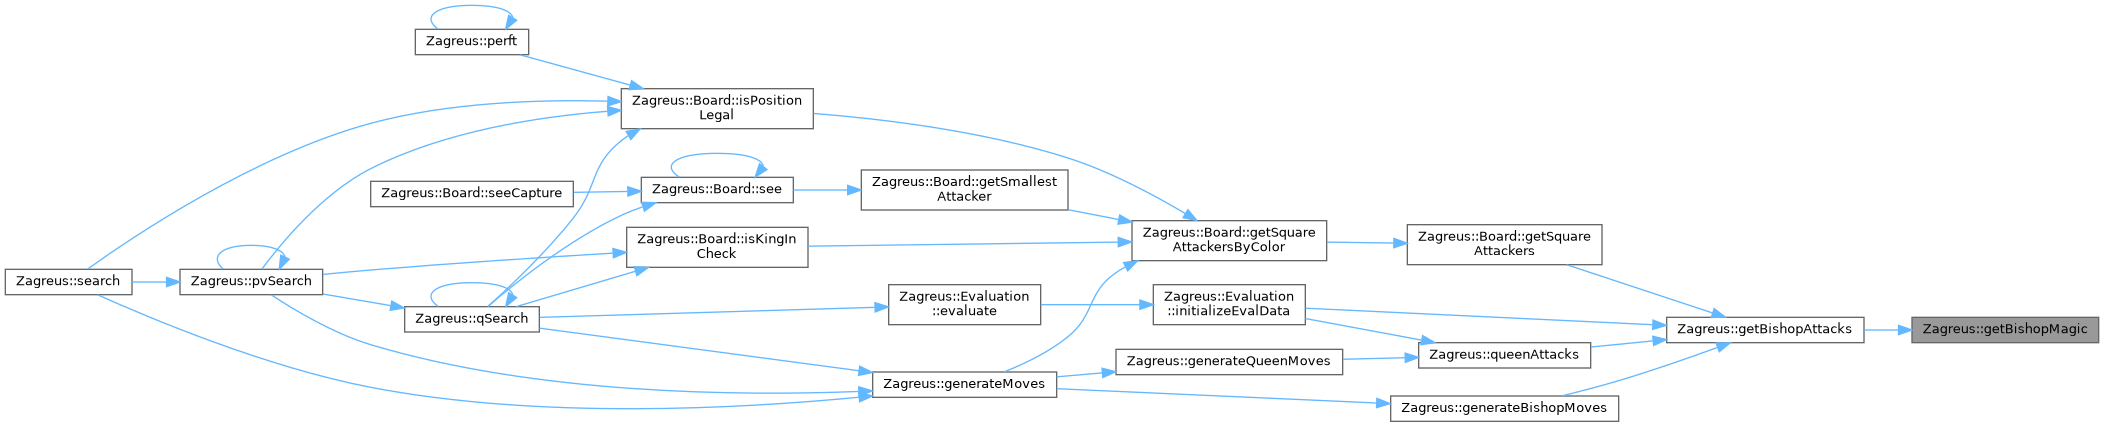 Zagreus::perft
Zagreus::Board::isPosition
Legal
Zagreus::Board::see
Zagreus::Board::seeCapture
Zagreus::Board::getSmallest
Attacker
Zagreus::Board::isKingIn
Check
Zagreus::Board::getSquare
AttackersByColor
Zagreus::Board::getSquare
Attackers
Zagreus::search
Zagreus::pvSearch
Zagreus::qSearch
Zagreus::Evaluation
::evaluate
Zagreus::Evaluation
::initializeEvalData
Zagreus::getBishopAttacks
Zagreus::getBishopMagic
Zagreus::queenAttacks
Zagreus::generateQueenMoves
Zagreus::generateMoves
Zagreus::generateBishopMoves